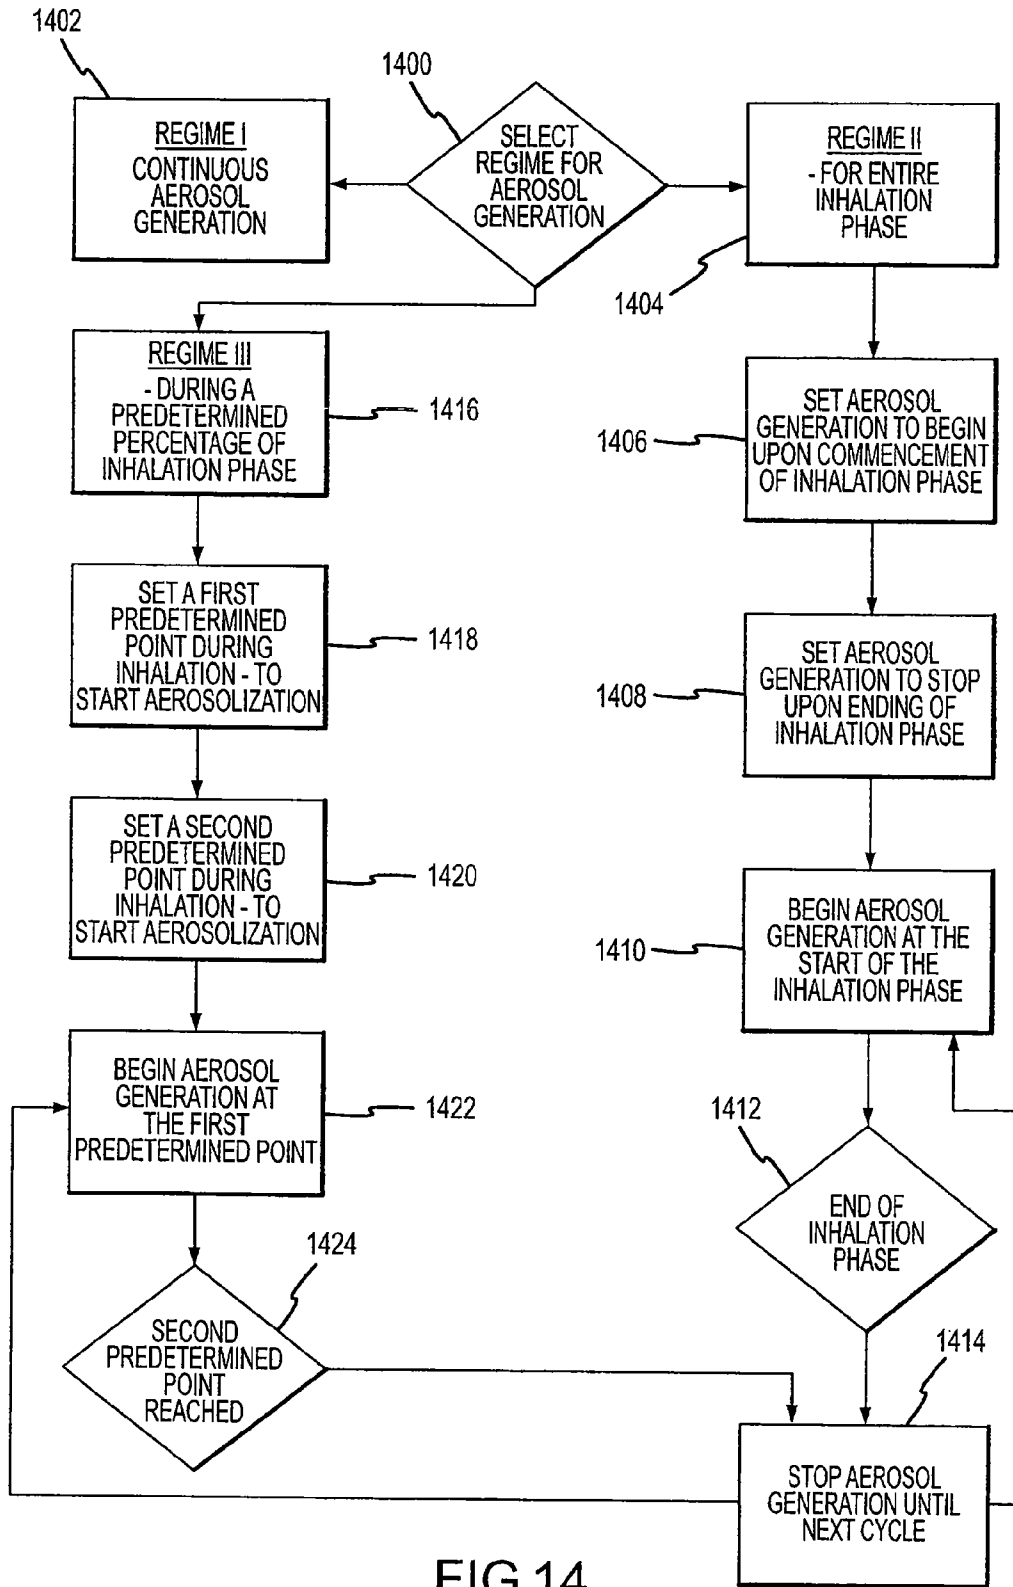 1402
1400
REGIME I
CONTINUOUS
AEROSOL
GENERATION
SELECT
REGIME FOR
AEROSOL
GENERATION
REGIME II
- FOR ENTIRE
INHALATION
PHASE
1404
REGIME III
- DURING A
PREDETERMINED
PERCENTAGE OF
INHALATION PHASE
1416
SET AEROSOL
GENERATION TO BEGIN
UPON COMMENCEMENT
OF INHALATION PHASE
1406
SET A FIRST
PREDETERMINED
POINT DURING
INHALATION - TO
START AEROSOLIZATION
1418
SET AEROSOL
GENERATION TO STOP
UPON ENDING OF
INHALATION PHASE
1408
SET A SECOND
PREDETERMINED
POINT DURING
INHALATION - TO
START AEROSOLIZATION
1420
BEGIN AEROSOL
GENERATION AT THE
START OF THE
INHALATION PHASE
1410
BEGIN AEROSOL
GENERATION AT
THE FIRST
PREDETERMINED POINT
1422
1412
END OF
INHALATION
PHASE
1424
SECOND
PREDETERMINED
POINT
REACHED
1414
STOP AEROSOL
GENERATION UNTIL
NEXT CYCLE
FIG.14